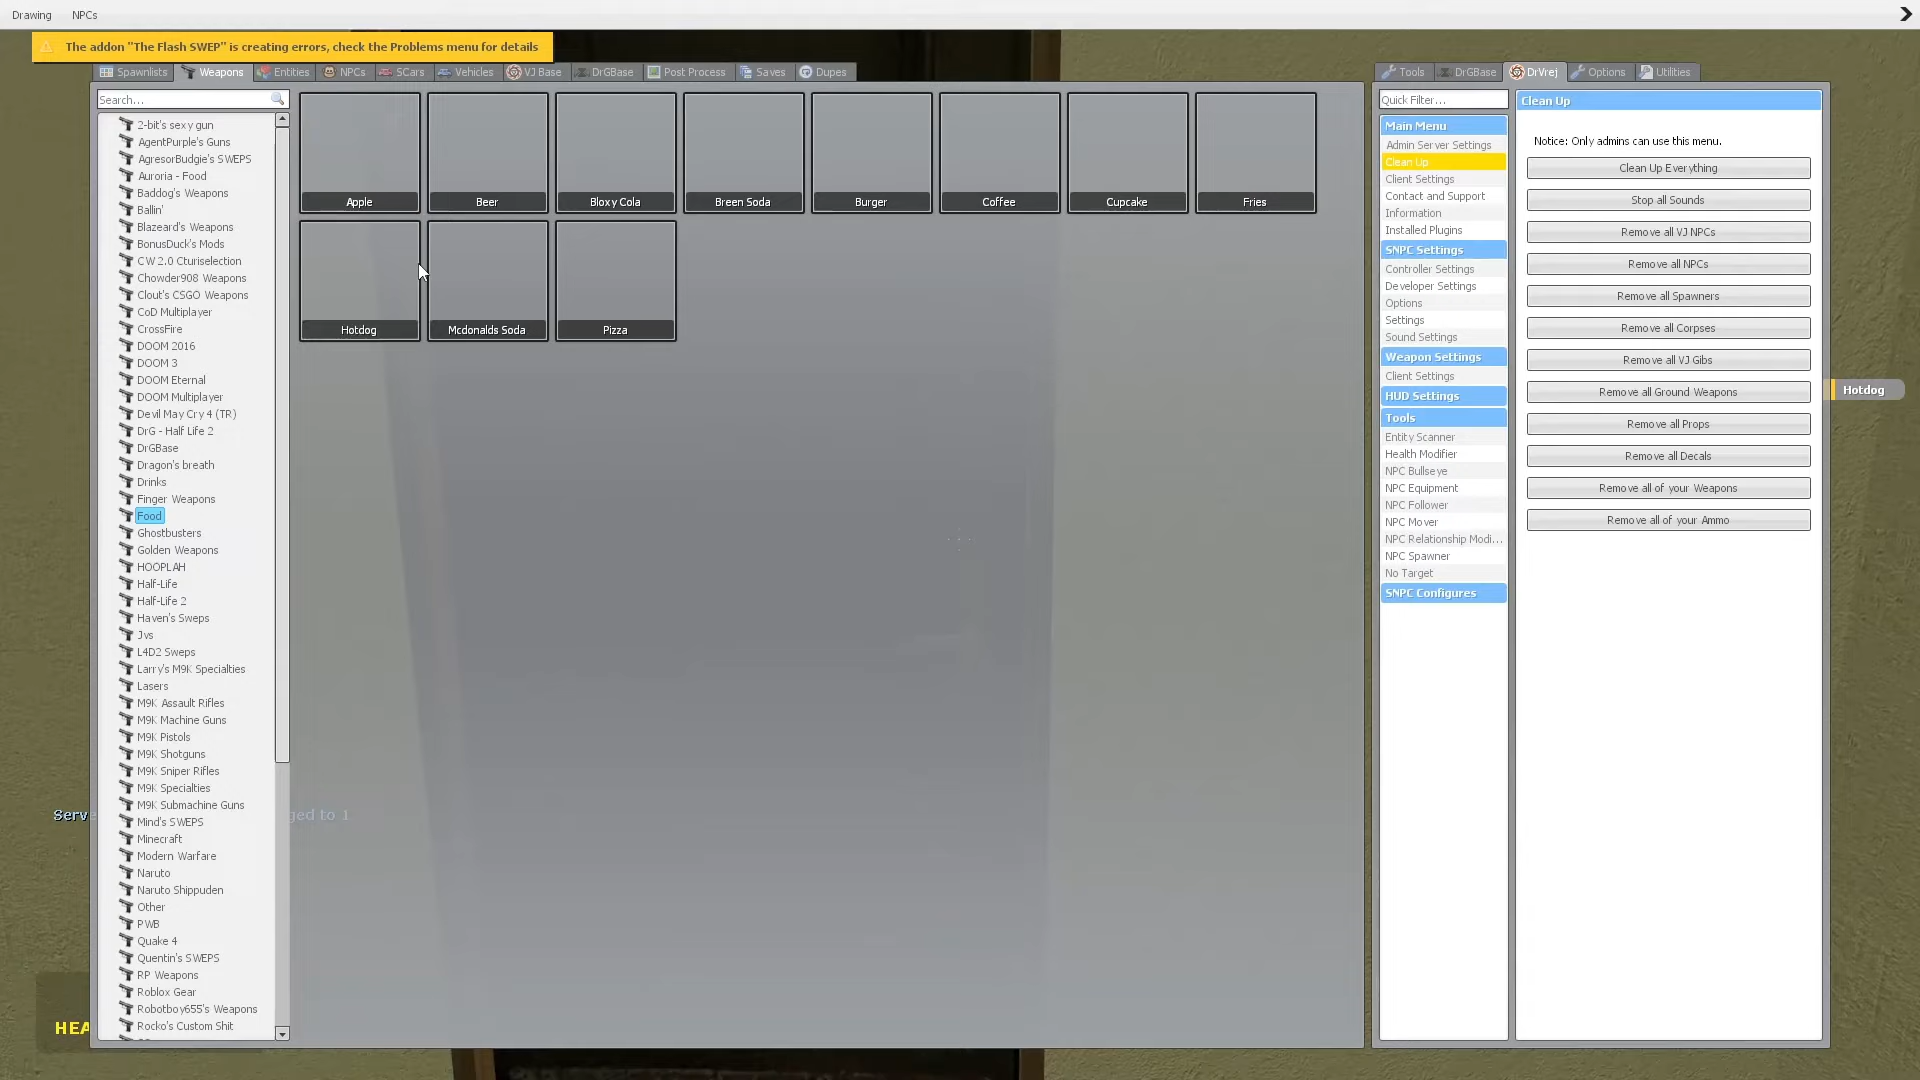 Drawing NPCs
The addon "The Flash SWEP" is creating errors, check the Problems menu for details
Spawnlists Weapons Entities NPCs SCars Vehicles VJ Base DrGBase Post Process Saves Dupes
Tools DrGBase DrVrej Options Utilities
Search...
2-bit's sexy gun
AgentPurple's Guns
AgresorBudgie's SWEPS
Auroria - Food
Baddog's Weapons
Ballin'
Blazeard's Weapons
BonusDuck's Mods
CW 2.0 Cturiselection
Chowder908 Weapons
Clout's CSGO Weapons
CoD Multiplayer
CrossFire
DOOM 2016
DOOM 3
DOOM Eternal
DOOM Multiplayer
Devil May Cry 4 (TR)
DrG - Half Life 2
DrGBase
Dragon's breath
Drinks
Finger Weapons
Food
Ghostbusters
Golden Weapons
HOOPLAH
Half-Life
Half-Life 2
Haven's Sweps
Jvs
L4D2 Sweps
Larry's M9K Specialties
Lasers
M9K Assault Rifles
M9K Machine Guns
M9K Pistols
M9K Shotguns
M9K Sniper Rifles
M9K Specialties
M9K Submachine Guns
Mind's SWEPS
Minecraft
Modern Warfare
Naruto
Naruto Shippuden
Other
PWB
Quake 4
Quentin's SWEPS
RP Weapons
Roblox Gear
Robotboy655's Weapons
Rocko's Custom Shit
Apple Beer Bloxy Cola Breen Soda Burger Coffee Cupcake Fries
Hotdog Mcdonalds Soda Pizza
Serv ged to 1
HEA
Quick Filter...
Main Menu
Admin Server Settings
Clean Up
Client Settings
Contact and Support
Information
Installed Plugins
SNPC Settings
Controller Settings
Developer Settings
Options
Settings
Sound Settings
Weapon Settings
Client Settings
HUD Settings
Tools
Entity Scanner
Health Modifier
NPC Bullseye
NPC Equipment
NPC Follower
NPC Mover
NPC Relationship Modi...
NPC Spawner
No Target
SNPC Configures
Clean Up
Notice: Only admins can use this menu.
Clean Up Everything
Stop all Sounds
Remove all VJ NPCs
Remove all NPCs
Remove all Spawners
Remove all Corpses
Remove all VJ Gibs
Remove all Ground Weapons
Remove all Props
Remove all Decals
Remove all of your Weapons
Remove all of your Ammo
Hotdog